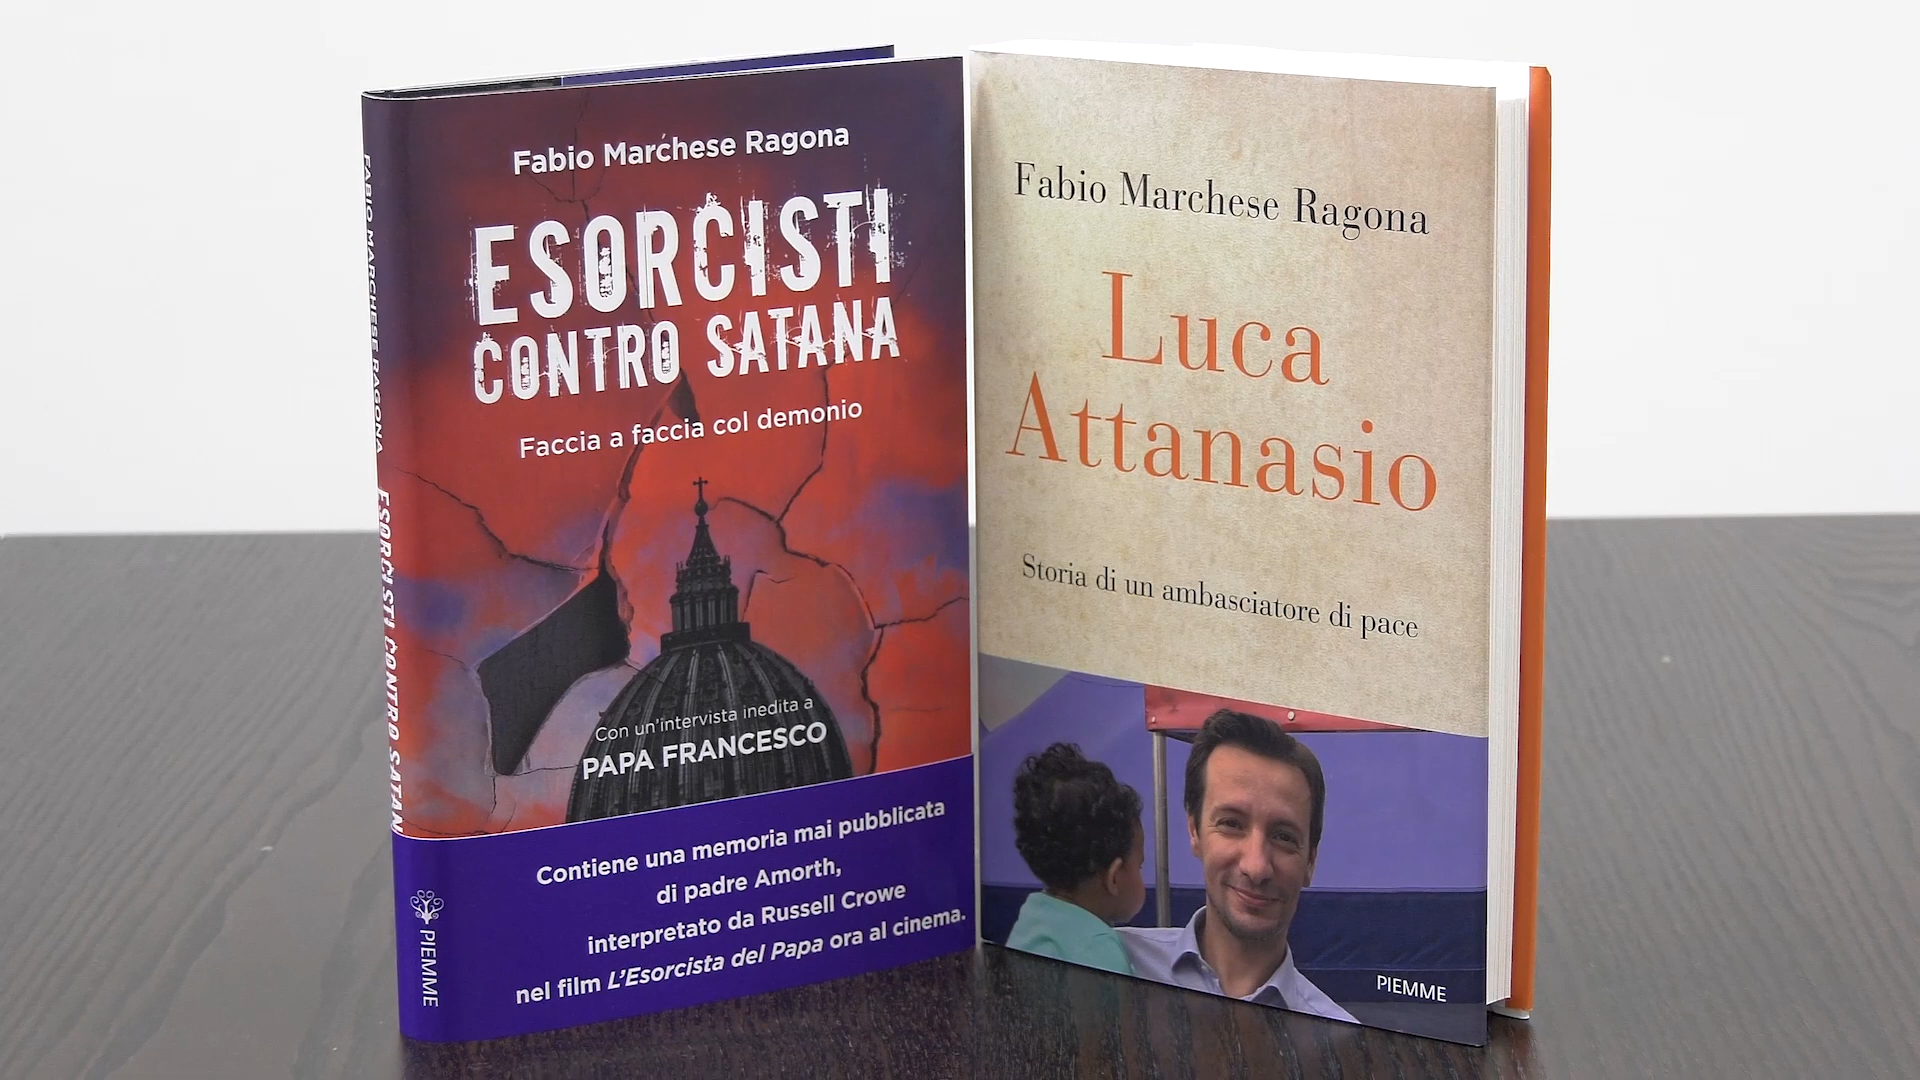 FABIO MARCHESE RAGONA
ESORCISTI CONTRO SATAN
PIEMME
Fabio Marchese Ragona
ESORCISTI
CONTRO SATANA
Faccia a faccia col demonio
Con un'intervista inedita a
PAPA FRANCESCO
Contiene una memoria mai pubblicata
di padre Amorth,
interpretato da Russell Crowe
nel film L'Esorcista del Papa ora al cinema.
Fabio Marchese Ragona
Luca
Attanasio
Storia di un ambasciatore di pace
PIEMME